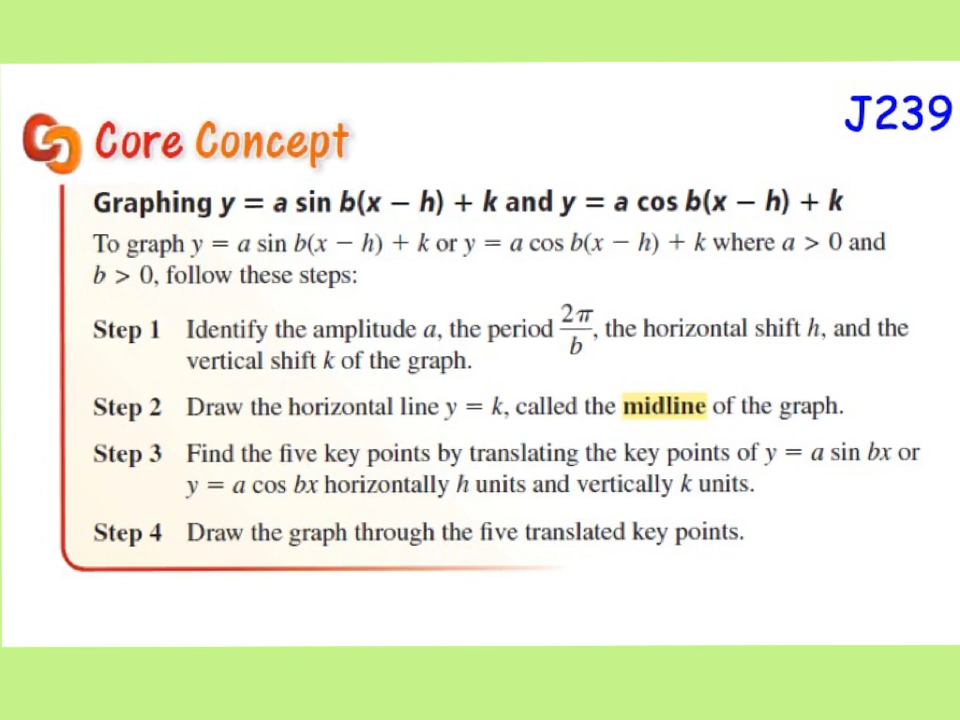 J239
Core Concept
Graphing y = a sin b(x − h) + k and y = a cos b(x − h) + k
To graph y = a sin b(x − h) + k or y = a cos b(x − h) + k where a > 0 and
b > 0, follow these steps:
Step 1 Identify the amplitude a, the period 2π/b, the horizontal shift h, and the
vertical shift k of the graph.
Step 2 Draw the horizontal line y = k, called the midline of the graph.
Step 3 Find the five key points by translating the key points of y = a sin bx or
y = a cos bx horizontally h units and vertically k units.
Step 4 Draw the graph through the five translated key points.